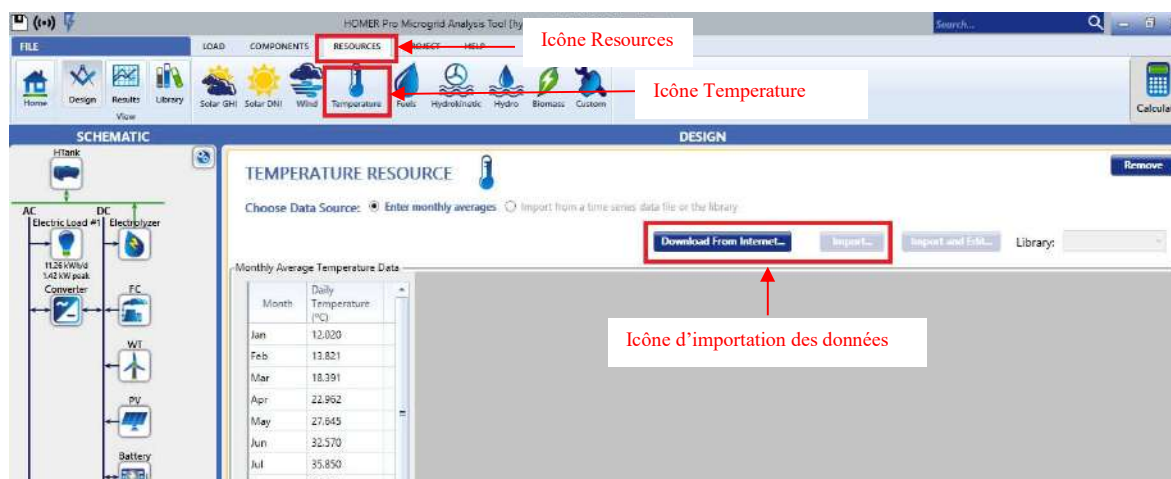 HOMER Pro Microgrid Analysis Tool [hy
Search...
FILE
LOAD COMPONENTS RESOURCES PROJECT HELP
Icône Resources
Home Design Results Library
View
Solar GHI Solar DNI Wind Temperature Fuels Hydrokinetic Hydro Biomass Custom
Icône Temperature
Calcula
SCHEMATIC
DESIGN
HTank
AC DC
Electric Load #1 Electrolyzer
11.26 kWh/d
1.42 kW peak
Converter FC
WT
PV
Battery
TEMPERATURE RESOURCE
Remove
Choose Data Source: Enter monthly averages Import from a time series data file or the library
Download From Internet... Import... Import and Edit... Library:
Monthly Average Temperature Data
Month Daily Temperature (°C)
Jan 12.020
Feb 13.821
Mar 18.391
Apr 22.962
May 27.645
Jun 32.570
Jul 35.850
Icône d'importation des données